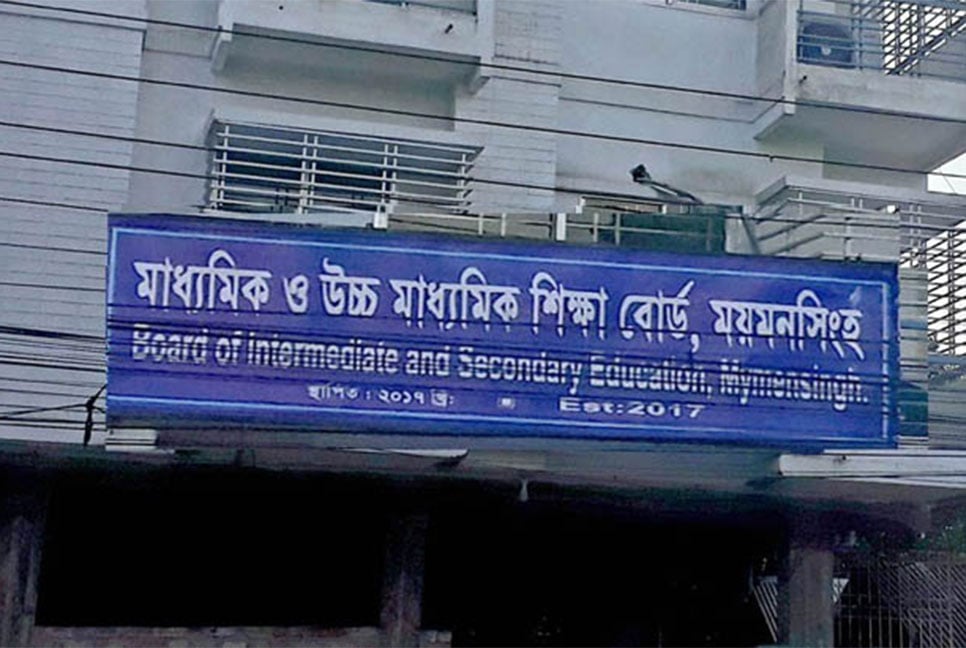 মাধ্যমিক ও উচ্চ মাধ্যমিক শিক্ষা বোর্ড, ময়মনসিংহ
Board of Intermediate and Secondary Education, Mymensingh.
স্থাপিত : ২০১৭ খ্রি: Est:2017